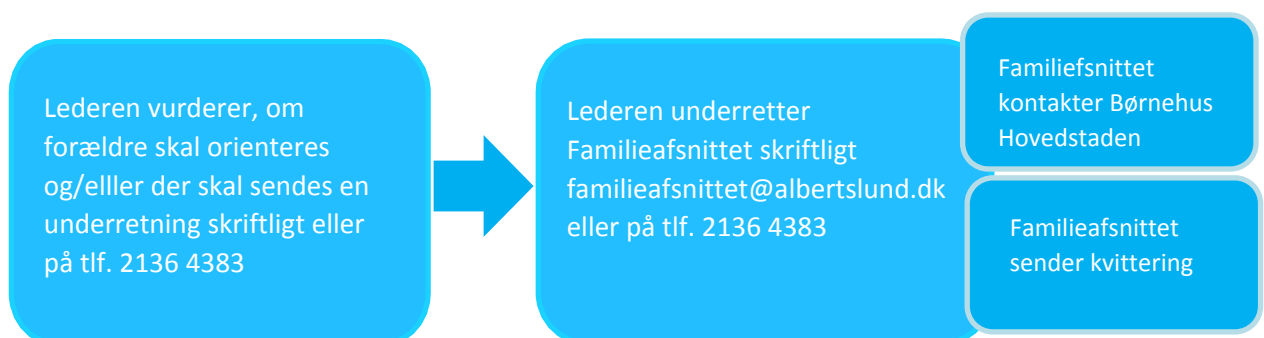 Lederen vurderer, om
forældre skal orienteres
og/elller der skal sendes en
underretning skriftligt eller
på tlf. 2136 4383
Lederen underretter
Familieafsnittet skriftligt
familieafsnittet@albertslund.dk
eller på tlf. 2136 4383
Familiefsnittet
kontakter Børnehus
Hovedstaden
Familieafsnittet
sender kvittering